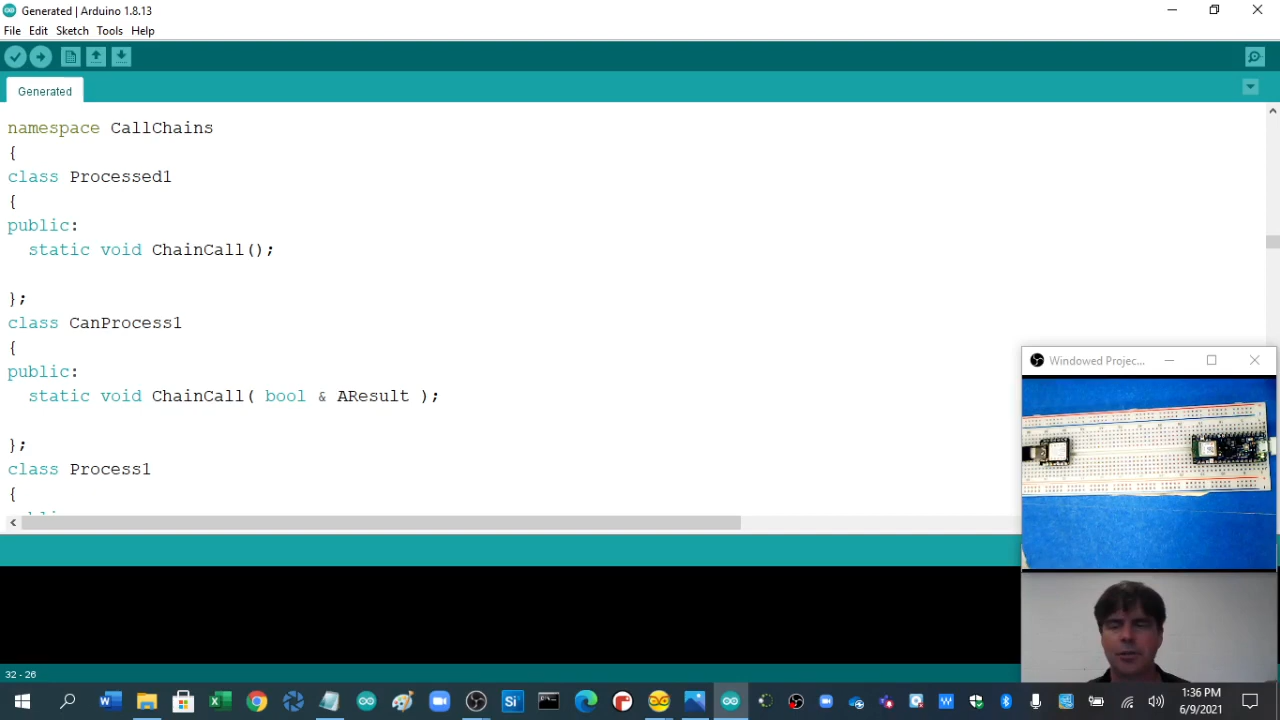 Generated | Arduino 1.8.13
File Edit Sketch Tools Help
Generated
namespace CallChains
{
class Processed1
{
public:
static void ChainCall();
};
class CanProcess1
{
public:
static void ChainCall( bool & AResult );
};
class Process1
{
Windowed Projec...
32 - 26
1:36 PM
6/9/2021